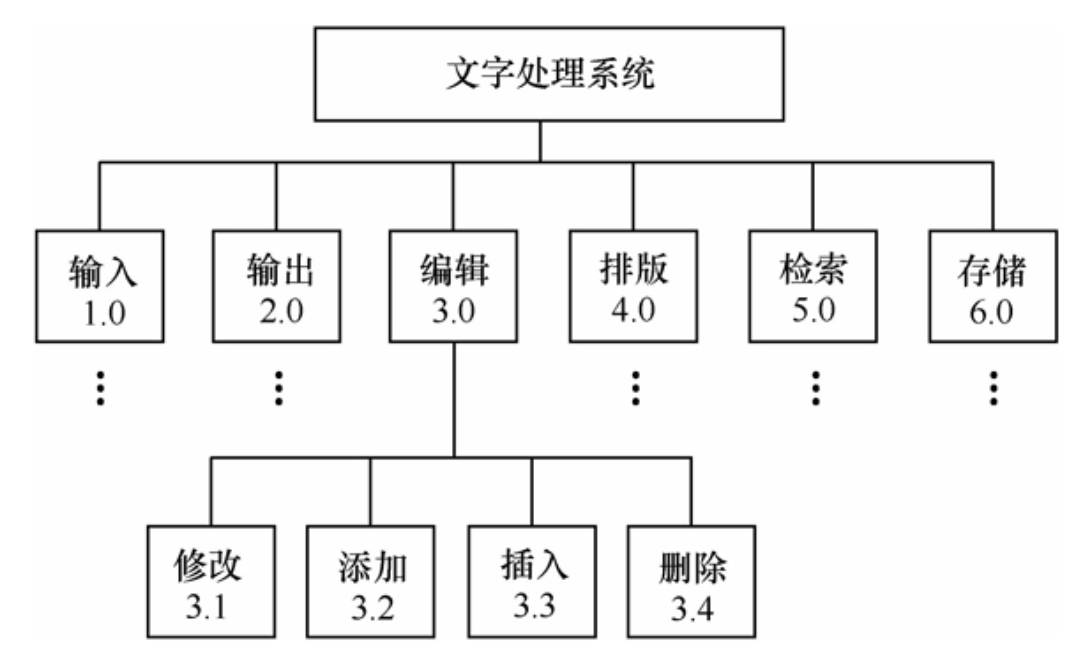 文字处理系统
输入
1.0
输出
2.0
编辑
3.0
排版
4.0
检索
5.0
存储
6.0
修改
3.1
添加
3.2
插入
3.3
删除
3.4